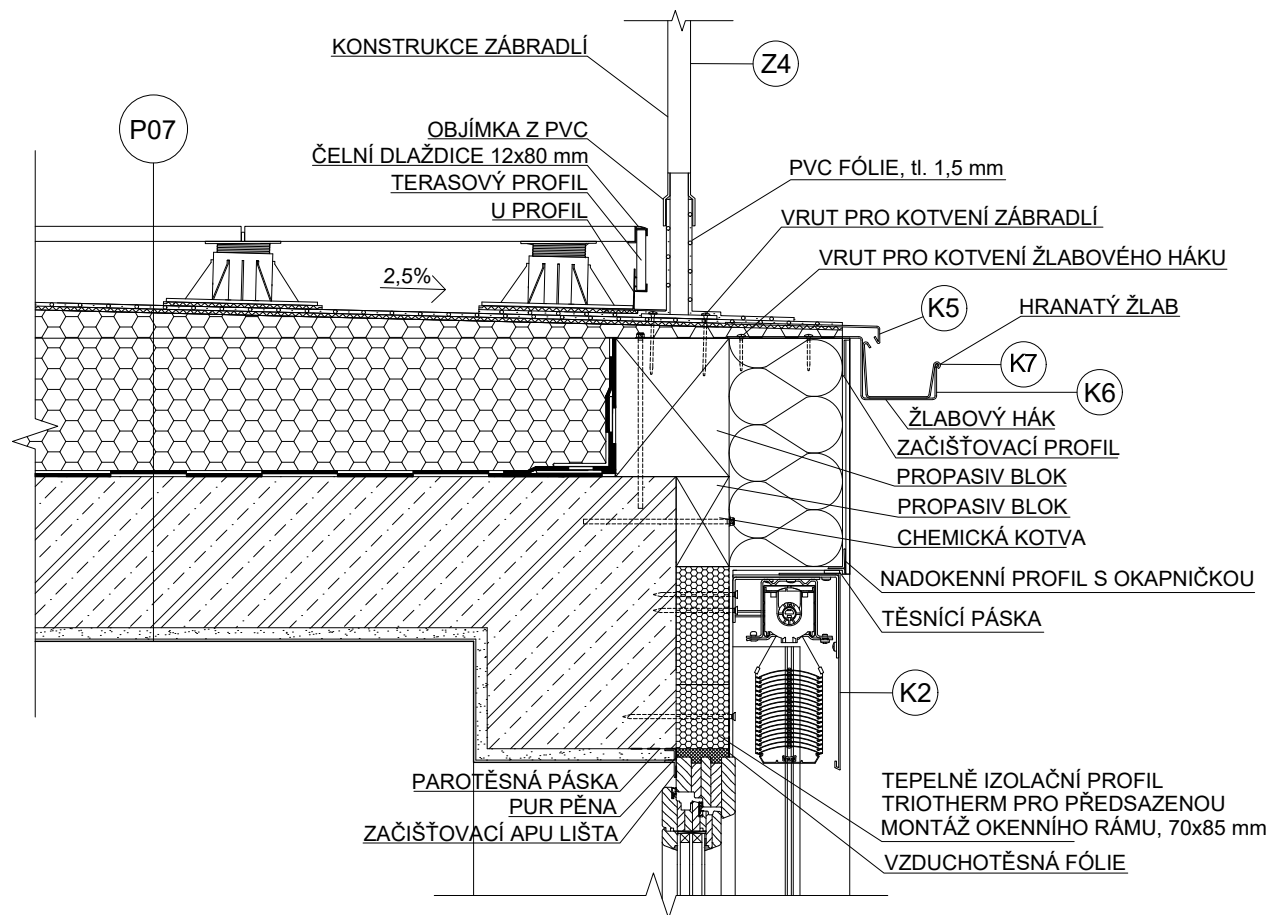 KONSTRUKCE ZÁBRADLÍ
Z4
P07
OBJÍMKA Z PVC
ČELNÍ DLAŽDICE 12x80 mm
TERASOVÝ PROFIL
U PROFIL
PVC FÓLIE, tl. 1,5 mm
VRUT PRO KOTVENÍ ZÁBRADLÍ
VRUT PRO KOTVENÍ ŽLABOVÉHO HÁKU
2,5%
K5
HRANATÝ ŽLAB
K7
K6
ŽLABOVÝ HÁK
ZAČIŠŤOVACÍ PROFIL
PROPASIV BLOK
PROPASIV BLOK
CHEMICKÁ KOTVA
NADOKENNÍ PROFIL S OKAPNIČKOU
TĚSNÍCÍ PÁSKA
K2
PAROTĚSNÁ PÁSKA
PUR PĚNA
ZAČIŠŤOVACÍ APU LIŠTA
TEPELNĚ IZOLAČNÍ PROFIL
TRIOTHERM PRO PŘEDSAZENOU
MONTÁŽ OKENNÍHO RÁMU, 70x85 mm
VZDUCHOTĚSNÁ FÓLIE